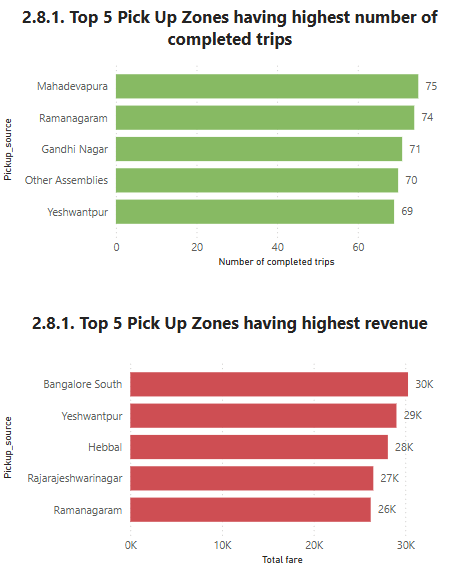 2.8.1. Top 5 Pick Up Zones having highest number of
completed trips
Pickup_source
Mahadevapura 75
Ramanagaram 74
Gandhi Nagar 71
Other Assemblies 70
Yeshwantpur 69
0 20 40 60
Number of completed trips
2.8.1. Top 5 Pick Up Zones having highest revenue
Pickup_source
Bangalore South 30K
Yeshwantpur 29K
Hebbal 28K
Rajarajeshwarinagar 27K
Ramanagaram 26K
0K 10K 20K 30K
Total fare